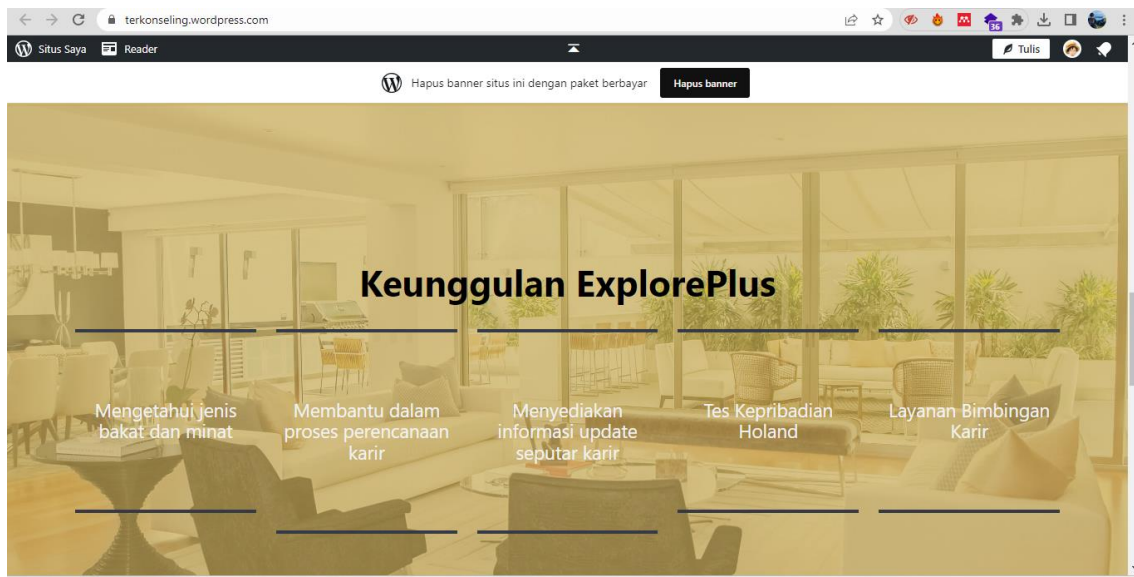 terkonseling.wordpress.com
36
Situs Saya Reader Tulis
Hapus banner situs ini dengan paket berbayar Hapus banner
Keunggulan ExplorePlus
Mengetahui jenis
bakat dan minat
Membantu dalam
proses perencanaan
karir
Menyediakan
informasi update
seputar karir
Tes Kepribadian
Holand
Layanan Bimbingan
Karir